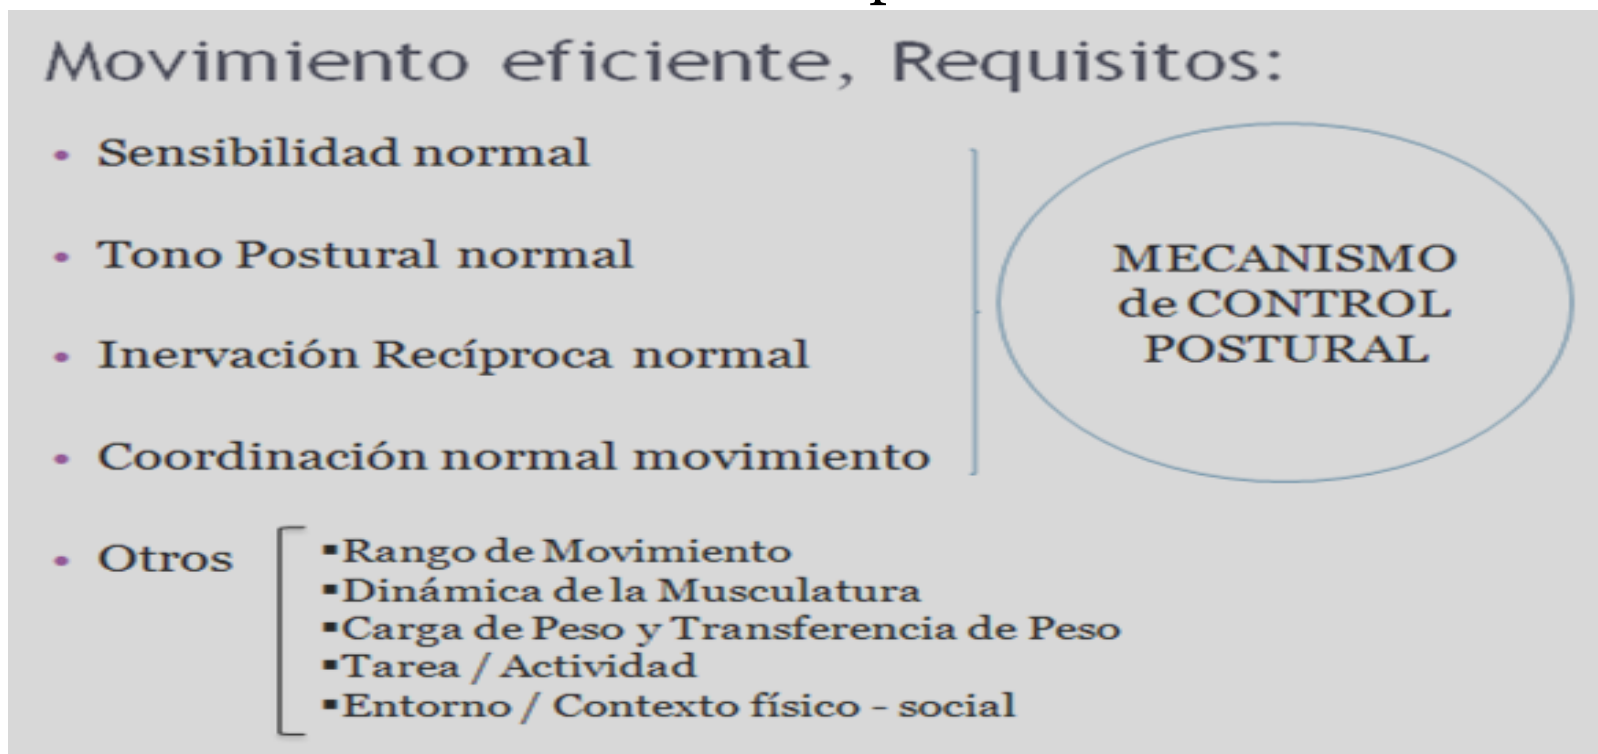 Movimiento eficiente, Requisitos:
• Sensibilidad normal
• Tono Postural normal
• Inervación Recíproca normal
• Coordinación normal movimiento
MECANISMO
de CONTROL
POSTURAL
• Otros
▪Rango de Movimiento
▪Dinámica de la Musculatura
▪Carga de Peso y Transferencia de Peso
▪Tarea / Actividad
▪Entorno / Contexto físico - social